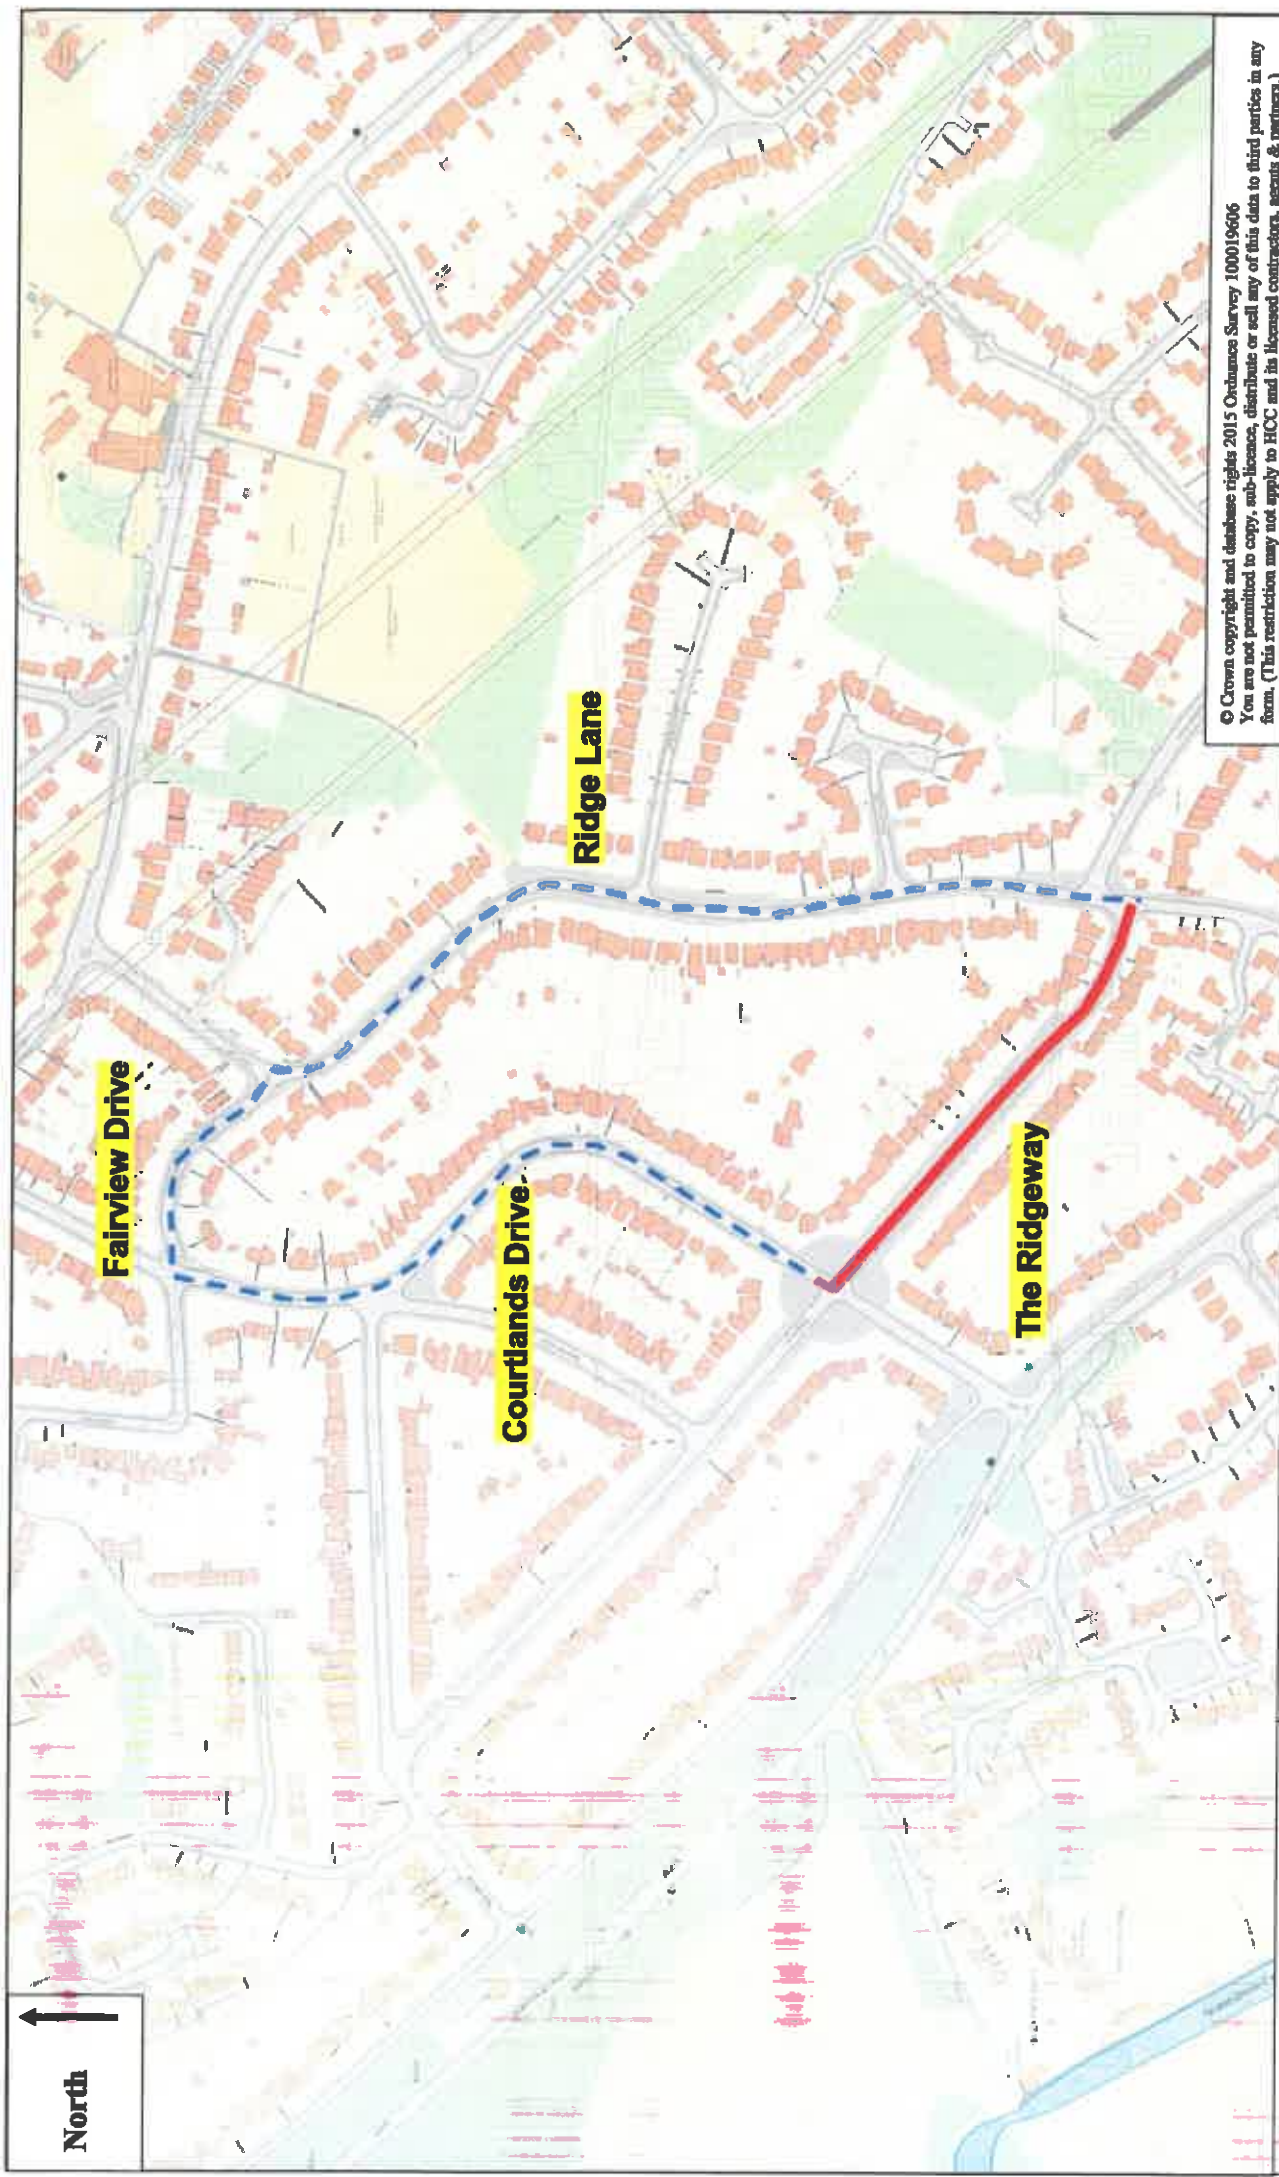 North
Fairview Drive
Courtlands Drive
Ridge Lane
The Ridgeway
© Crown copyright and database rights 2015 Ordnance Survey 100019606
You are not permitted to copy, sub-licence, distribute or sell any of this data to third parties in any
form. (This restriction may not apply to HCC and its licensed contractors, agents & partners.)